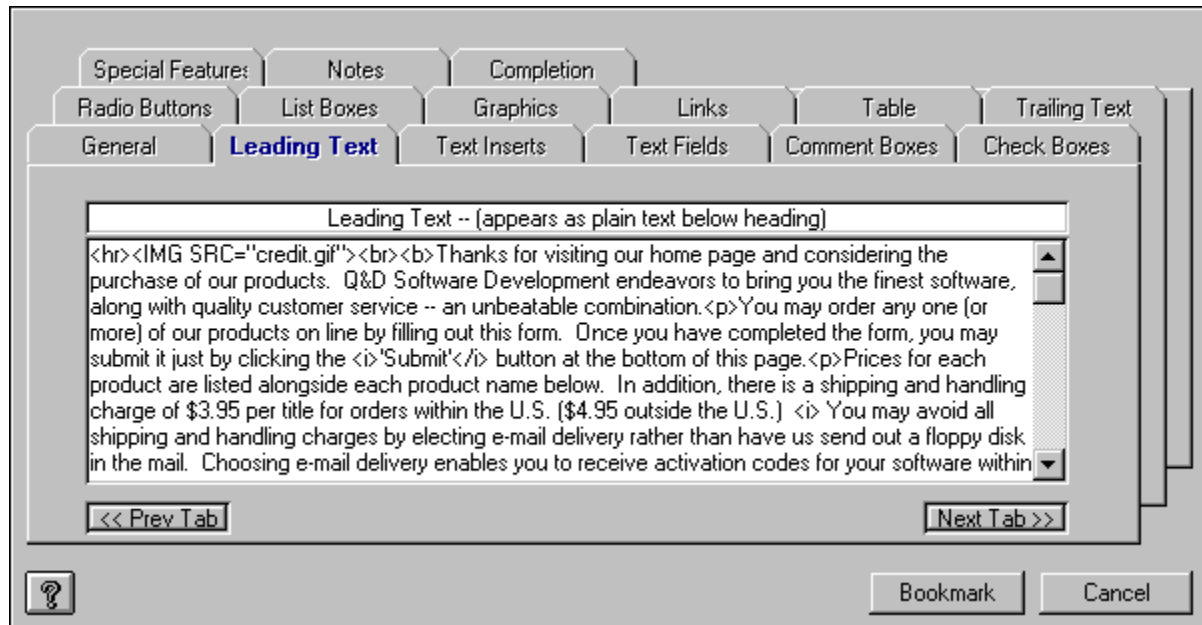 Special Features Notes Completion
Radio Buttons List Boxes Graphics Links Table Trailing Text
General Leading Text Text Inserts Text Fields Comment Boxes Check Boxes
Leading Text -- (appears as plain text below heading)
<hr><IMG SRC="credit.gif"><br><b>Thanks for visiting our home page and considering the
purchase of our products.  Q&D Software Development endeavors to bring you the finest software,
along with quality customer service -- an unbeatable combination.<p>You may order any one (or
more) of our products on line by filling out this form.  Once you have completed the form, you may
submit it just by clicking the <i>'Submit'</i> button at the bottom of this page.<p>Prices for each
product are listed alongside each product name below.  In addition, there is a shipping and handling
charge of $3.95 per title for orders within the U.S. ($4.95 outside the U.S.)  <i> You may avoid all
shipping and handling charges by electing e-mail delivery rather than have us send out a floppy disk
in the mail.  Choosing e-mail delivery enables you to receive activation codes for your software within
<< Prev Tab Next Tab >>
? Bookmark Cancel